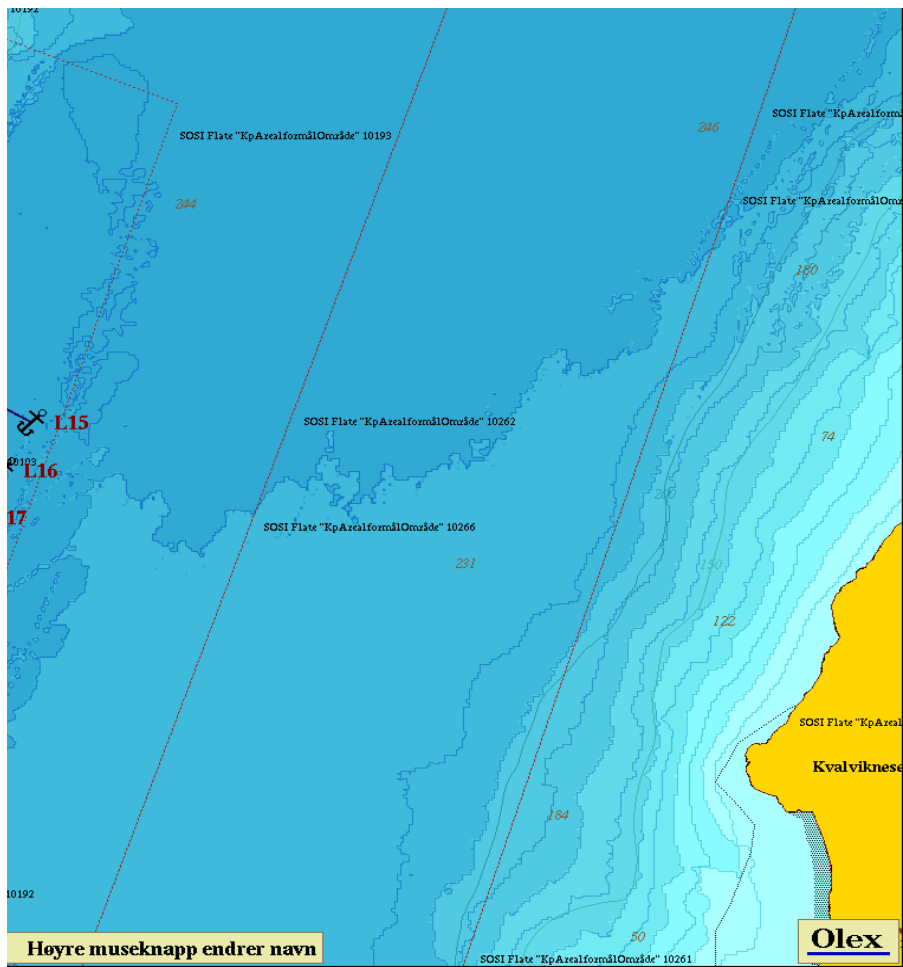 10192
SOSI Flate "KpArealformålOmråde" 10193
246
SOSI Flate "KpArealformå
244
SOSI Flate "KpArealformålOmr
160
SOSI Flate "KpArealformålOmråde" 10262
L15
74
10193
L16
200
17
SOSI Flate "KpArealformålOmråde" 10266
231
150
122
SOSI Flate "KpAreal
Kvalviknese
184
10192
50
Høyre museknapp endrer navn
Olex
SOSI Flate "KpArealformålOmråde" 10261